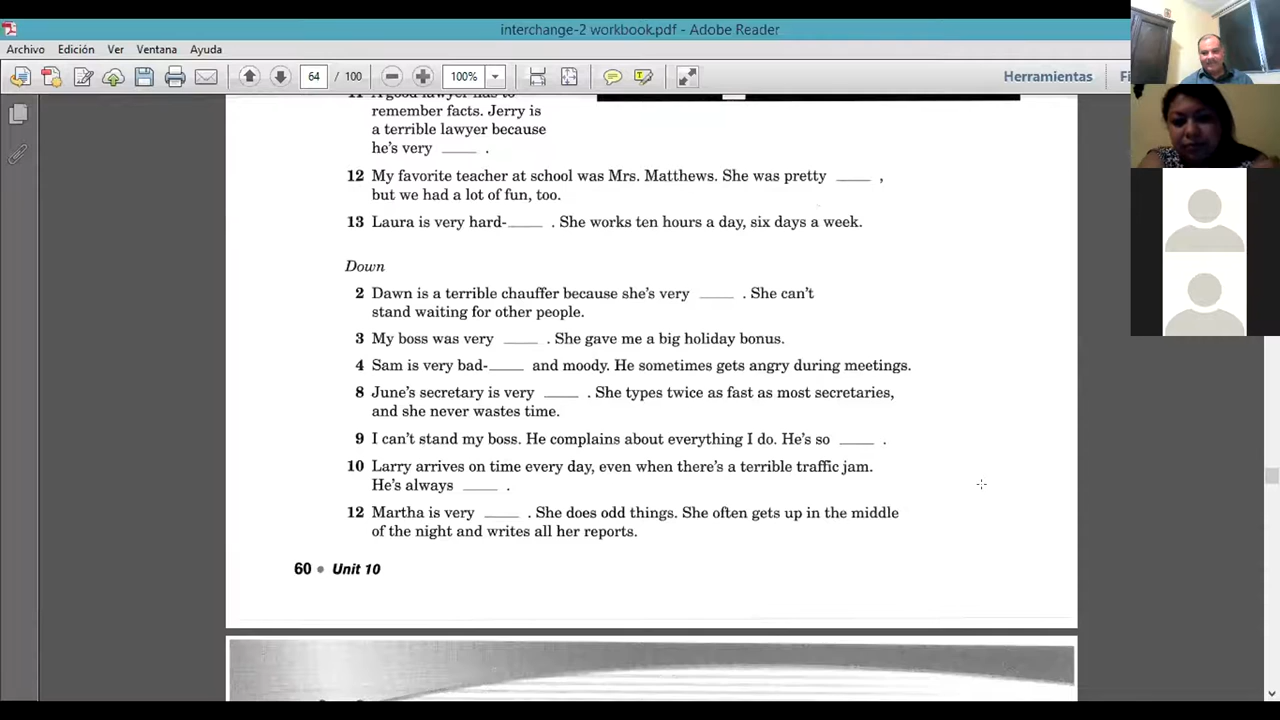 interchange-2 workbook.pdf - Adobe Reader
Archivo Edición Ver Ventana Ayuda
64 / 100 100% Herramientas
11 A good lawyer has to
remember facts. Jerry is
a terrible lawyer because
he's very ____ .
12 My favorite teacher at school was Mrs. Matthews. She was pretty ____ ,
but we had a lot of fun, too.
13 Laura is very hard-____ . She works ten hours a day, six days a week.
Down
2 Dawn is a terrible chauffer because she's very ____ . She can't
stand waiting for other people.
3 My boss was very ____ . She gave me a big holiday bonus.
4 Sam is very bad-____ and moody. He sometimes gets angry during meetings.
8 June's secretary is very ____ . She types twice as fast as most secretaries,
and she never wastes time.
9 I can't stand my boss. He complains about everything I do. He's so ____ .
10 Larry arrives on time every day, even when there's a terrible traffic jam.
He's always ____ .
12 Martha is very ____ . She does odd things. She often gets up in the middle
of the night and writes all her reports.
60 • Unit 10